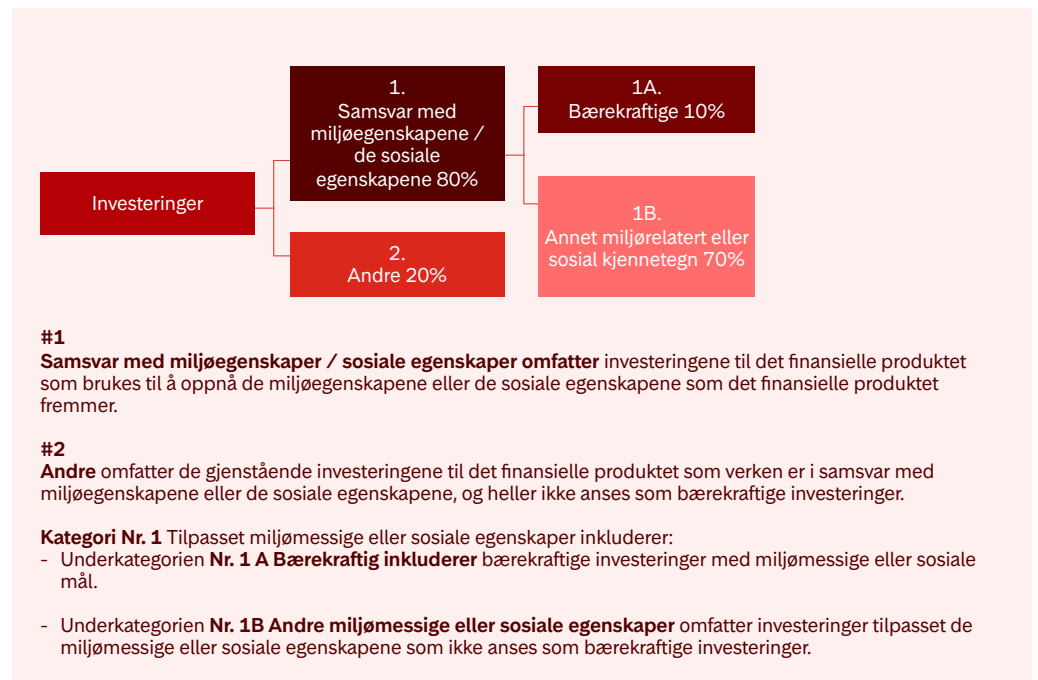 Investeringer
1.
Samsvar med
miljøegenskapene /
de sosiale
egenskapene 80%
2.
Andre 20%
1A.
Bærekraftige 10%
1B.
Annet miljørelatert eller
sosial kjennetegn 70%
#1
Samsvar med miljøegenskaper / sosiale egenskaper omfatter investeringene til det finansielle produktet
som brukes til å oppnå de miljøegenskapene eller de sosiale egenskapene som det finansielle produktet
fremmer.
#2
Andre omfatter de gjenstående investeringene til det finansielle produktet som verken er i samsvar med
miljøegenskapene eller de sosiale egenskapene, og heller ikke anses som bærekraftige investeringer.
Kategori Nr. 1 Tilpasset miljømessige eller sosiale egenskaper inkluderer:
- Underkategorien Nr. 1 A Bærekraftig inkluderer bærekraftige investeringer med miljømessige eller sosiale
mål.
- Underkategorien Nr. 1B Andre miljømessige eller sosiale egenskaper omfatter investeringer tilpasset de
miljømessige eller sosiale egenskapene som ikke anses som bærekraftige investeringer.